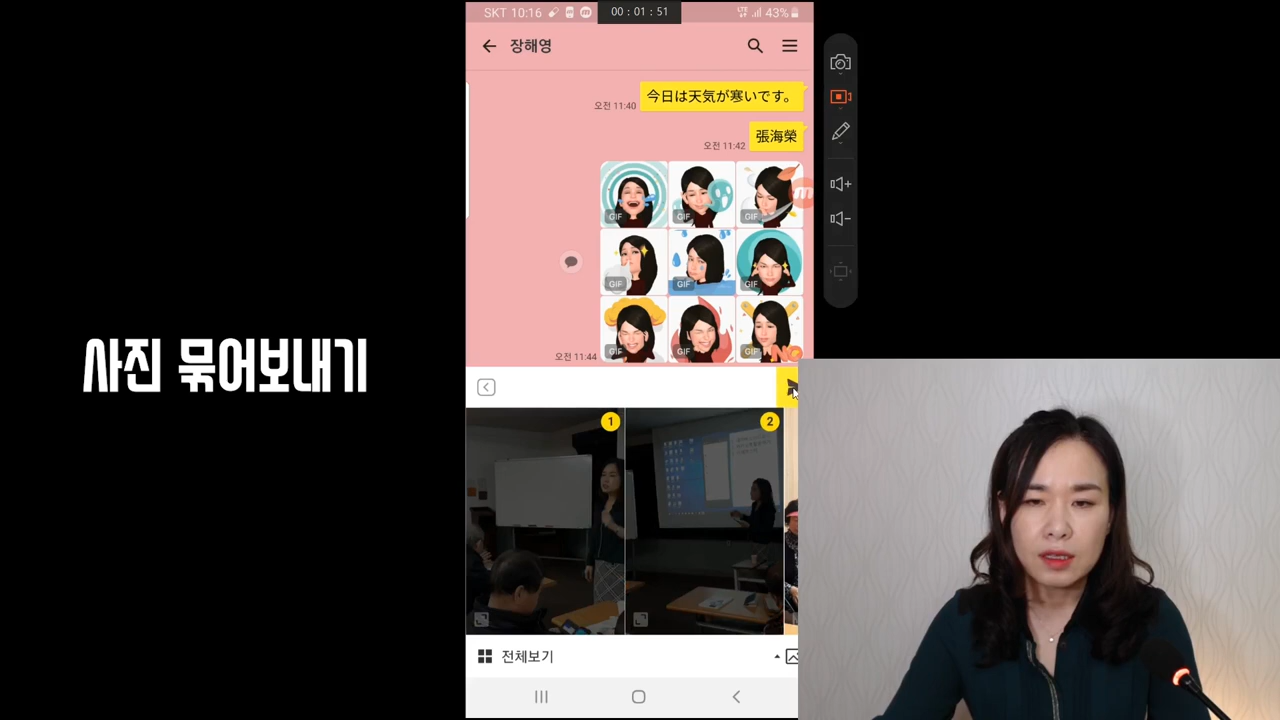 SKT 10:16
00 : 01 : 51
LTE 43%
장해영
오전 11:40
今日は天気が寒いです。
오전 11:42
張海榮
GIF GIF GIF
GIF GIF GIF
GIF GIF
오전 11:44
사진 묶어보내기
1 2
전체보기